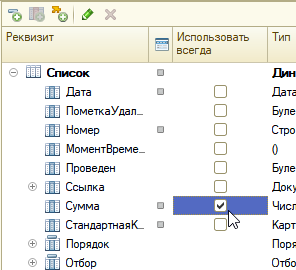 Реквизит Использовать всегда Тип
Список Дин
Дата Дата
ПометкаУдал... Буле
Номер Стро
МоментВреме... ()
Проведен Буле
Ссылка Доку
Сумма Числ
СтандартнаяК... Карт
Порядок Поря
Отбор Отбо